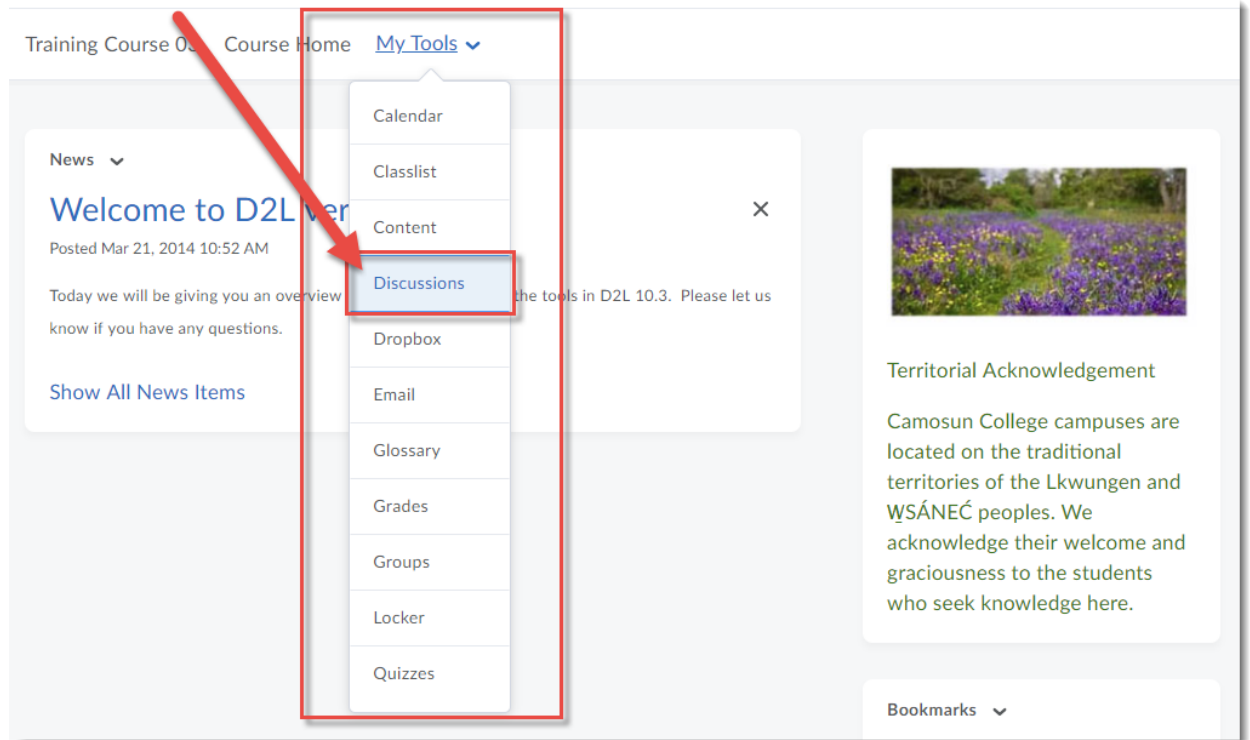 Training Course 0 Course Home My Tools
Calendar
Classlist
Content
Discussions
Dropbox
Email
Glossary
Grades
Groups
Locker
Quizzes
News
Welcome to D2L ver
Posted Mar 21, 2014 10:52 AM
Today we will be giving you an overview the tools in D2L 10.3. Please let us
know if you have any questions.
Show All News Items
Territorial Acknowledgement
Camosun College campuses are
located on the traditional
territories of the Lkwungen and
W̱SÁNEĆ peoples. We
acknowledge their welcome and
graciousness to the students
who seek knowledge here.
Bookmarks